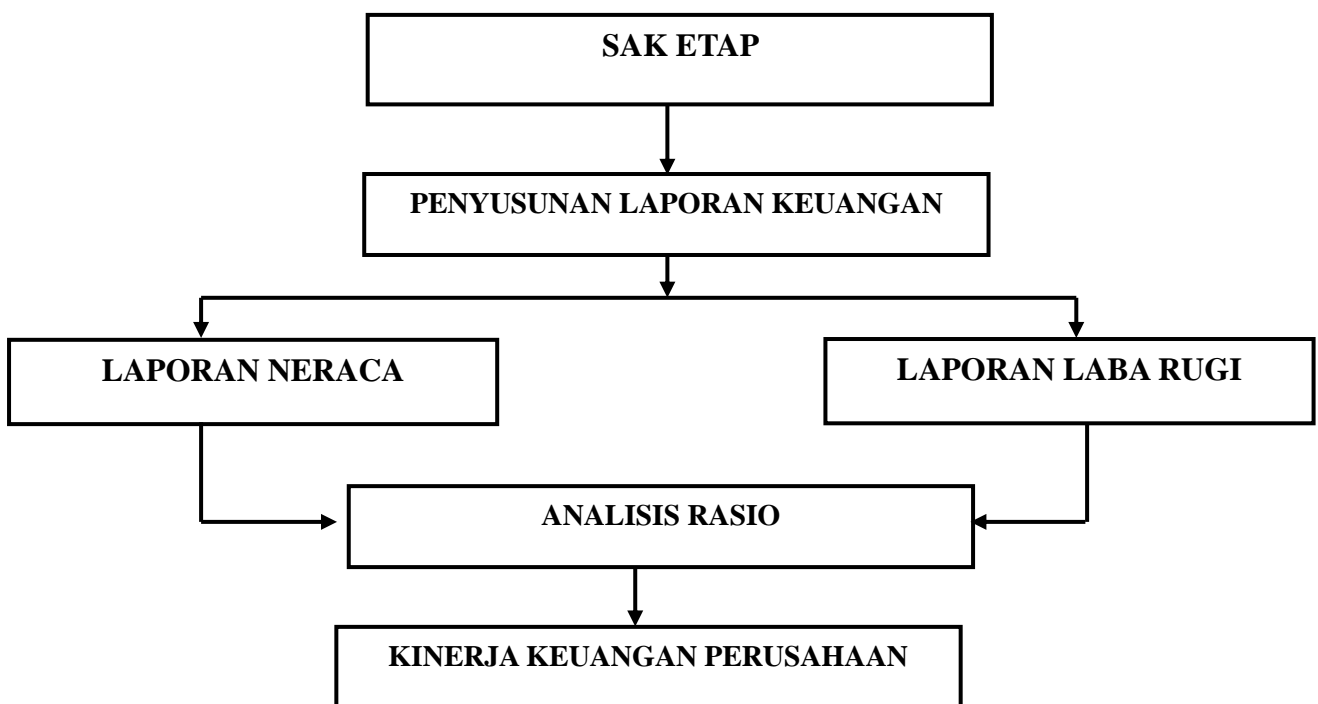 SAK ETAP
PENYUSUNAN LAPORAN KEUANGAN
LAPORAN NERACA
LAPORAN LABA RUGI
ANALISIS RASIO
KINERJA KEUANGAN PERUSAHAAN